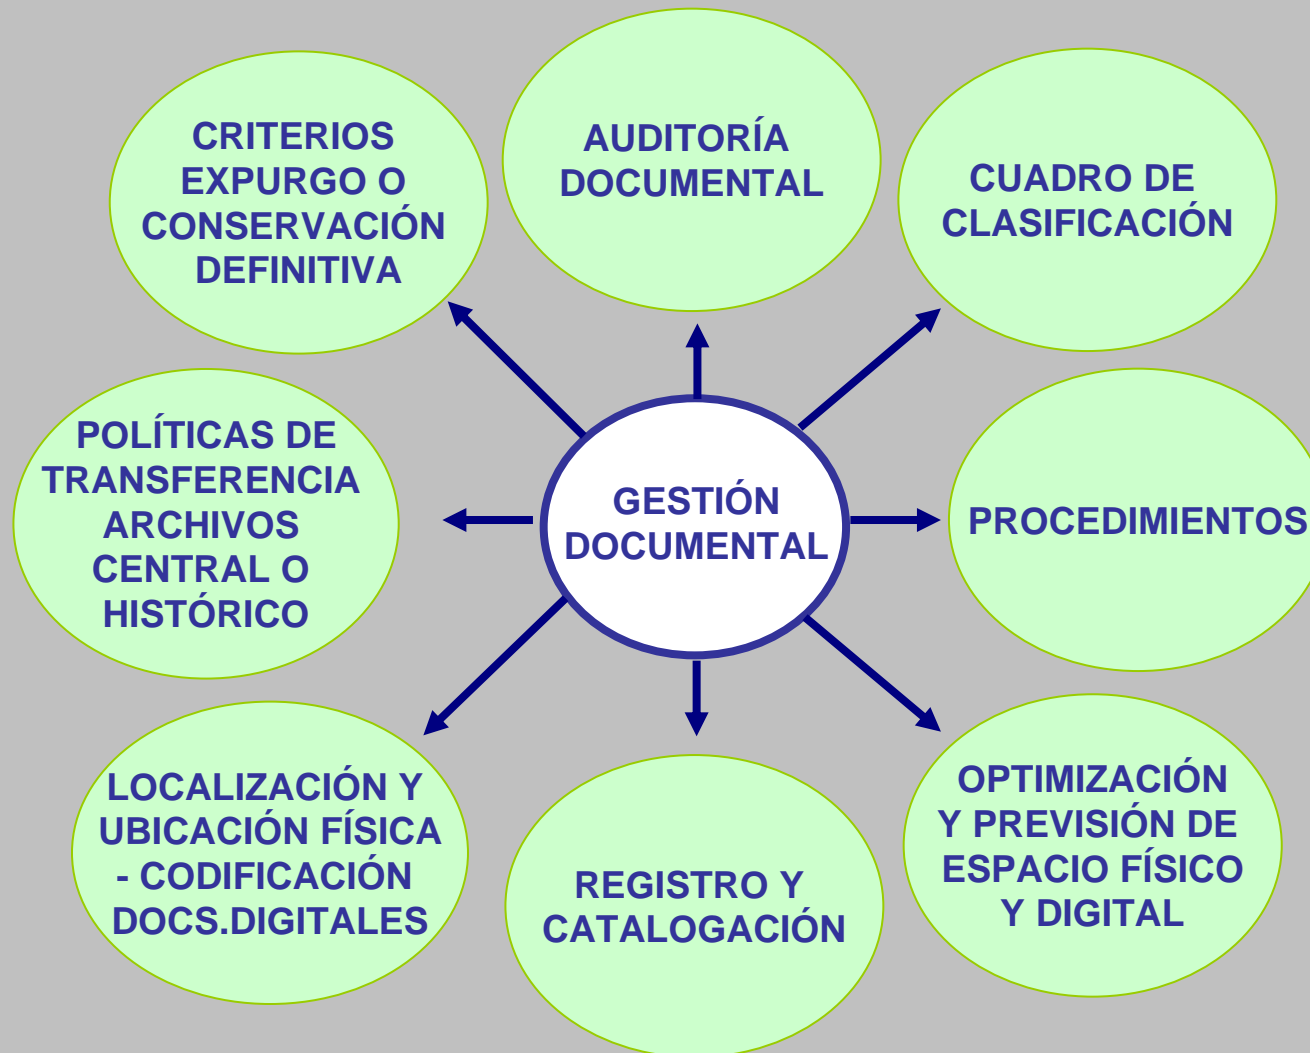 CRITERIOS
EXPURGO O
CONSERVACIÓN
DEFINITIVA
AUDITORÍA
DOCUMENTAL
CUADRO DE
CLASIFICACIÓN
POLÍTICAS DE
TRANSFERENCIA
ARCHIVOS
CENTRAL O
HISTÓRICO
GESTIÓN
DOCUMENTAL
PROCEDIMIENTOS
LOCALIZACIÓN Y
UBICACIÓN FÍSICA
- CODIFICACIÓN
DOCS.DIGITALES
REGISTRO Y
CATALOGACIÓN
OPTIMIZACIÓN
Y PREVISIÓN DE
ESPACIO FÍSICO
Y DIGITAL